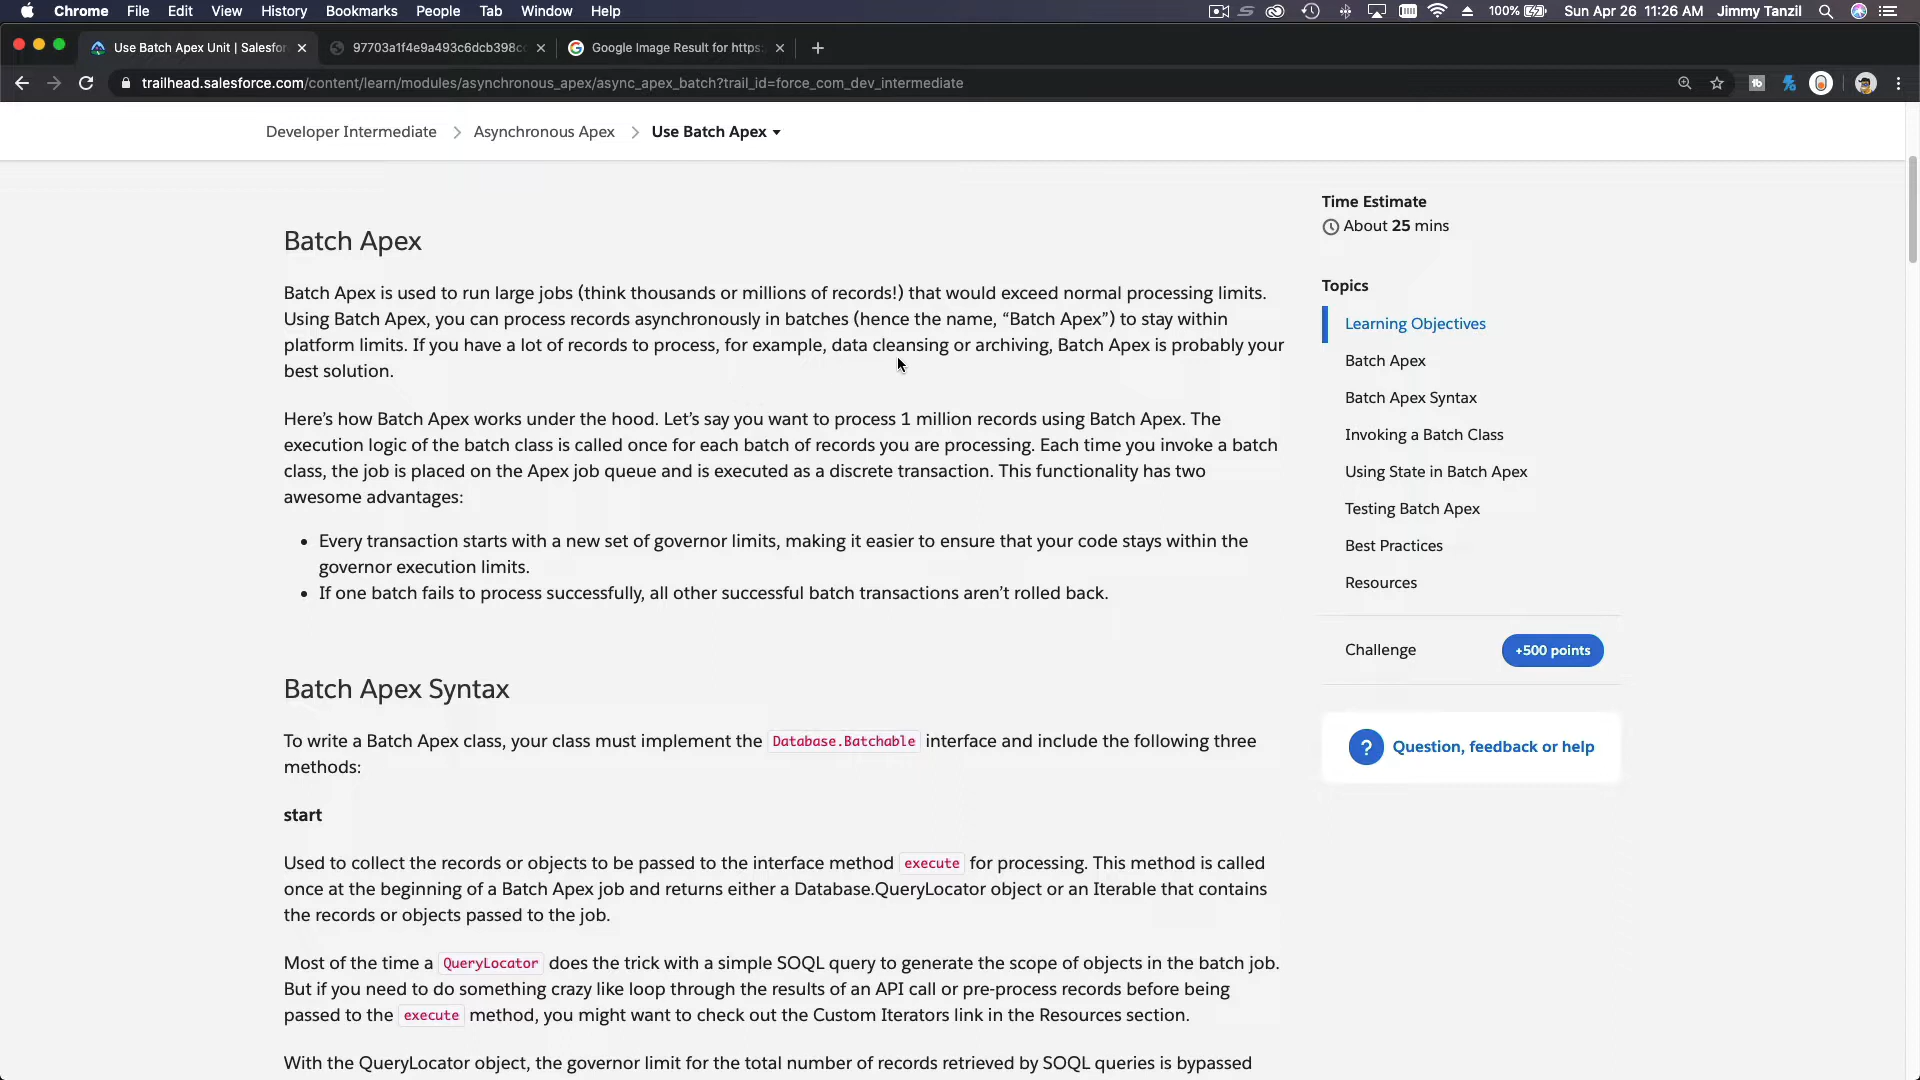 Chrome File Edit View History Bookmarks People Tab Window Help 100% Sun Apr 26 11:26 AM Jimmy Tanzil
Use Batch Apex Unit | Salesfor 97703a1f4e9a493c6dcb398c Google Image Result for https:
trailhead.salesforce.com/content/learn/modules/asynchronous_apex/async_apex_batch?trail_id=force_com_dev_intermediate
Developer Intermediate Asynchronous Apex Use Batch Apex
Time Estimate
About 25 mins
Batch Apex
Batch Apex is used to run large jobs (think thousands or millions of records!) that would exceed normal processing limits.
Using Batch Apex, you can process records asynchronously in batches (hence the name, “Batch Apex”) to stay within
platform limits. If you have a lot of records to process, for example, data cleansing or archiving, Batch Apex is probably your
best solution.
Here’s how Batch Apex works under the hood. Let’s say you want to process 1 million records using Batch Apex. The
execution logic of the batch class is called once for each batch of records you are processing. Each time you invoke a batch
class, the job is placed on the Apex job queue and is executed as a discrete transaction. This functionality has two
awesome advantages:
• Every transaction starts with a new set of governor limits, making it easier to ensure that your code stays within the
governor execution limits.
• If one batch fails to process successfully, all other successful batch transactions aren’t rolled back.
Batch Apex Syntax
To write a Batch Apex class, your class must implement the Database.Batchable interface and include the following three
methods:
start
Used to collect the records or objects to be passed to the interface method execute for processing. This method is called
once at the beginning of a Batch Apex job and returns either a Database.QueryLocator object or an Iterable that contains
the records or objects passed to the job.
Most of the time a QueryLocator does the trick with a simple SOQL query to generate the scope of objects in the batch job.
But if you need to do something crazy like loop through the results of an API call or pre-process records before being
passed to the execute method, you might want to check out the Custom Iterators link in the Resources section.
With the QueryLocator object, the governor limit for the total number of records retrieved by SOQL queries is bypassed
Topics
Learning Objectives
Batch Apex
Batch Apex Syntax
Invoking a Batch Class
Using State in Batch Apex
Testing Batch Apex
Best Practices
Resources
Challenge +500 points
? Question, feedback or help